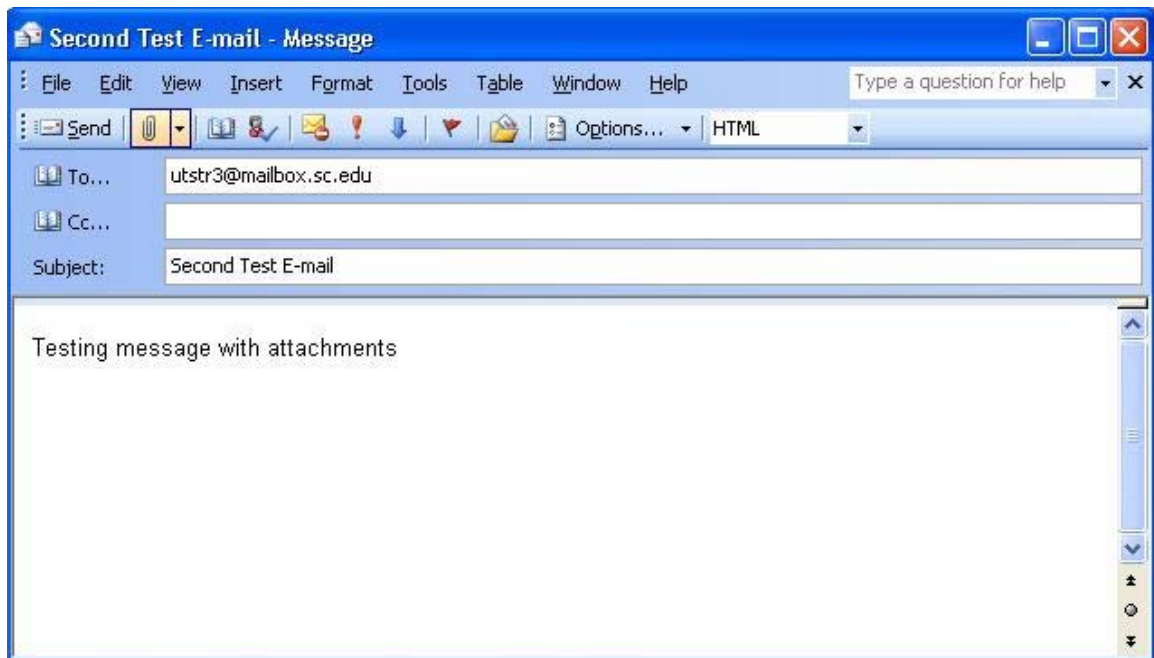 Second Test E-mail - Message
File Edit View Insert Format Tools Table Window Help Type a question for help
Send Options... HTML
To... utstr3@mailbox.sc.edu
Cc...
Subject: Second Test E-mail
Testing message with attachments